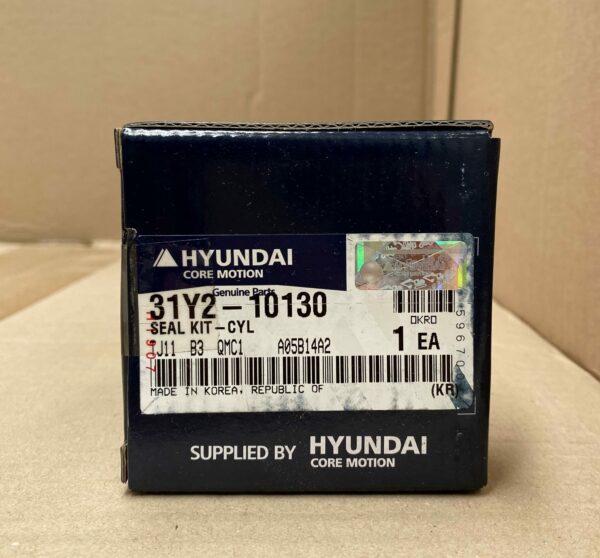 HYUNDAI
CORE MOTION
Genuine Parts
31Y2-10130
SEAL KIT-CYL
J11 B3 QMC1 A05B14A2
0KR0
1 EA
MADE IN KOREA, REPUBLIC OF
(KR)
SUPPLIED BY HYUNDAI
CORE MOTION